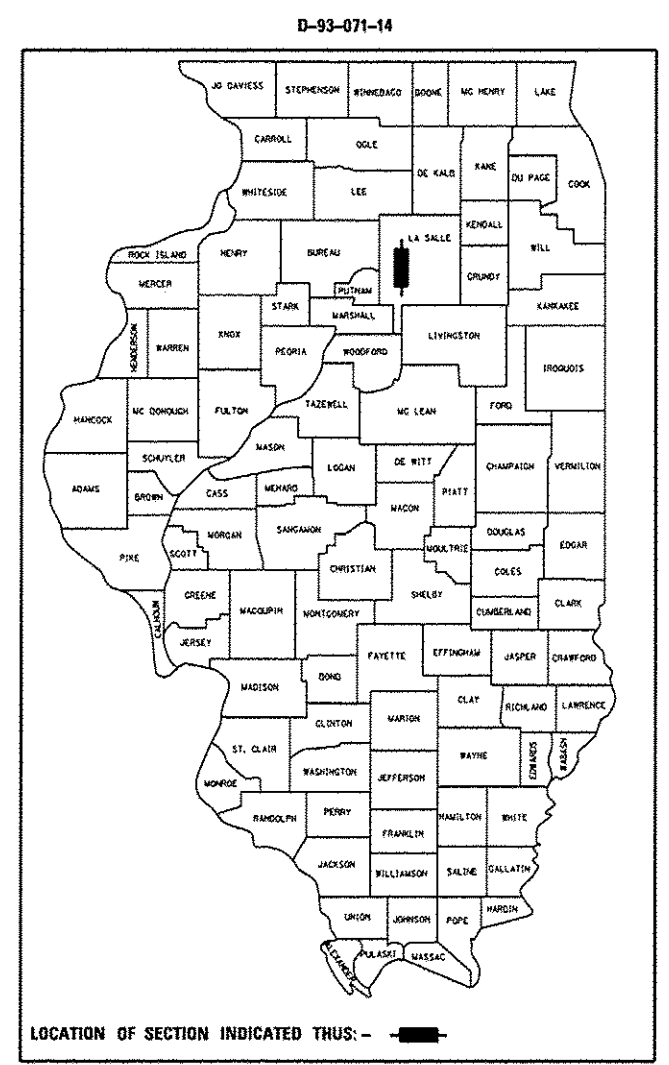 D-93-071-14
JO DAVIESS STEPHENSON WINNEBAGO BOONE MC HENRY LAKE
CARROLL OGLE DE KALB KANE DU PAGE COOK
WHITESIDE LEE
KENDALL
ROCK ISLAND HENRY BUREAU LA SALLE WILL
MERCER PUTNAM GRUNDY
STARK MARSHALL KANKAKEE
HENDERSON WARREN KNOX PEORIA WOODFORD LIVINGSTON IROQUOIS
HANCOCK MC DONOUGH FULTON TAZEWELL MC LEAN FORD
SCHUYLER MASON
ADAMS BROWN CASS MENARD LOGAN DE WITT PIATT CHAMPAIGN VERMILION
MACON
PIKE SCOTT MORGAN SANGAMON CHRISTIAN MOULTRIE DOUGLAS EDGAR
COLES
CALHOUN GREENE MACOUPIN MONTGOMERY SHELBY CUMBERLAND CLARK
JERSEY FAYETTE EFFINGHAM JASPER CRAWFORD
MADISON BOND
CLINTON MARION CLAY RICHLAND LAWRENCE
ST. CLAIR WAYNE EDWARDS WABASH
MONROE WASHINGTON JEFFERSON
RANDOLPH PERRY HAMILTON WHITE
FRANKLIN
JACKSON WILLIAMSON SALINE GALLATIN
UNION JOHNSON POPE HARDIN
ALEXANDER PULASKI MASSAC
LOCATION OF SECTION INDICATED THUS: -